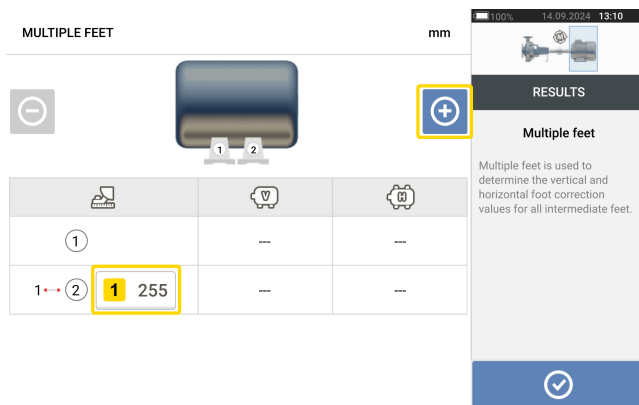 MULTIPLE FEET
mm
1
2
V
H
1
---
---
1 2
1 255
---
---
100% 14.09.2024 13:10
RESULTS
Multiple feet
Multiple feet is used to
determine the vertical and
horizontal foot correction
values for all intermediate feet.